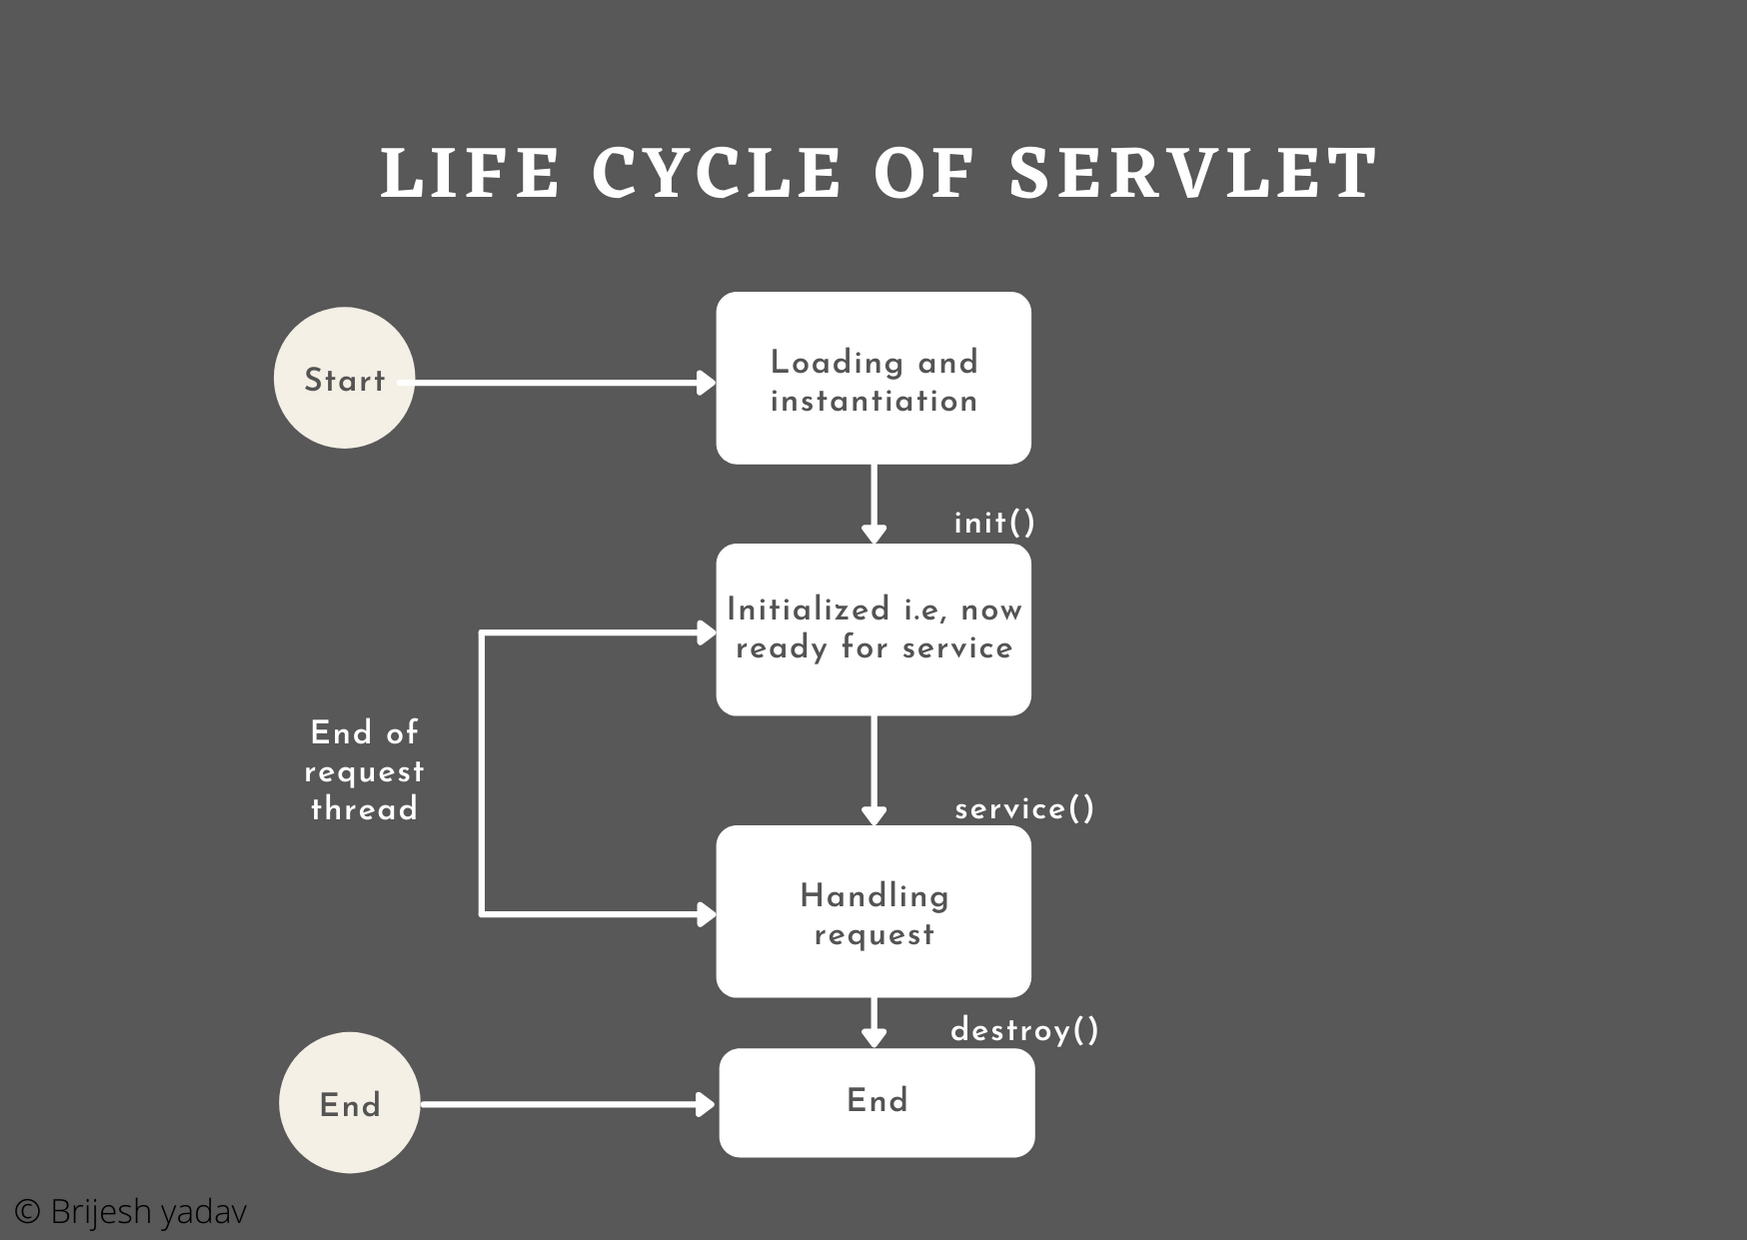 LIFE CYCLE OF SERVLET
Start
Loading and
instantiation
init()
Initialized i.e, now
ready for service
End of
request
thread
service()
Handling
request
destroy()
End
End
© Brijesh yadav